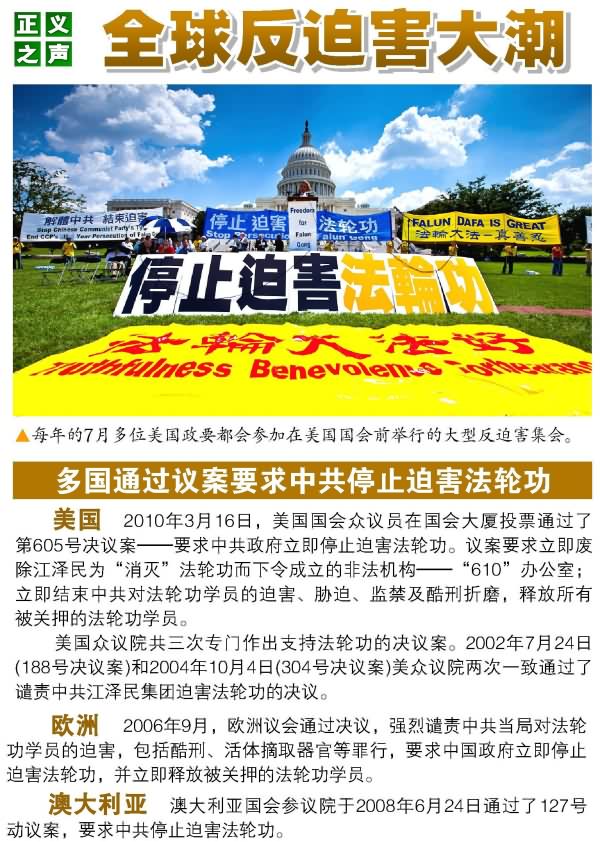 正义之声
全球反迫害大潮
解體中共 結束迫害
Stop Chinese Communist Party's
End CCP's
Your Persecution of Falun
停止迫害法輪功
Falun Gong
Freedom
for
Falun
Gong
FALUN DAFA IS GREAT
法輪大法 真善忍
停止迫害法輪功
法輪大法好
Truthfulness Benevolence Forbearance
▲每年的7月多位美国政要都会参加在美国国会前举行的大型反迫害集会。
多国通过议案要求中共停止迫害法轮功
美国 2010年3月16日，美国国会众议员在国会大厦投票通过了
第605号决议案——要求中共政府立即停止迫害法轮功。议案要求立即废
除江泽民为“消灭”法轮功而下令成立的非法机构——“610”办公室；
立即结束中共对法轮功学员的迫害、胁迫、监禁及酷刑折磨，释放所有
被关押的法轮功学员。
美国众议院共三次专门作出支持法轮功的决议案。2002年7月24日
(188号决议案)和2004年10月4日(304号决议案)美众议院两次一致通过了
谴责中共江泽民集团迫害法轮功的决议。
欧洲 2006年9月，欧洲议会通过决议，强烈谴责中共当局对法轮
功学员的迫害，包括酷刑、活体摘取器官等罪行，要求中国政府立即停止
迫害法轮功，并立即释放被关押的法轮功学员。
澳大利亚 澳大利亚国会参议院于2008年6月24日通过了127号
动议案，要求中共停止迫害法轮功。